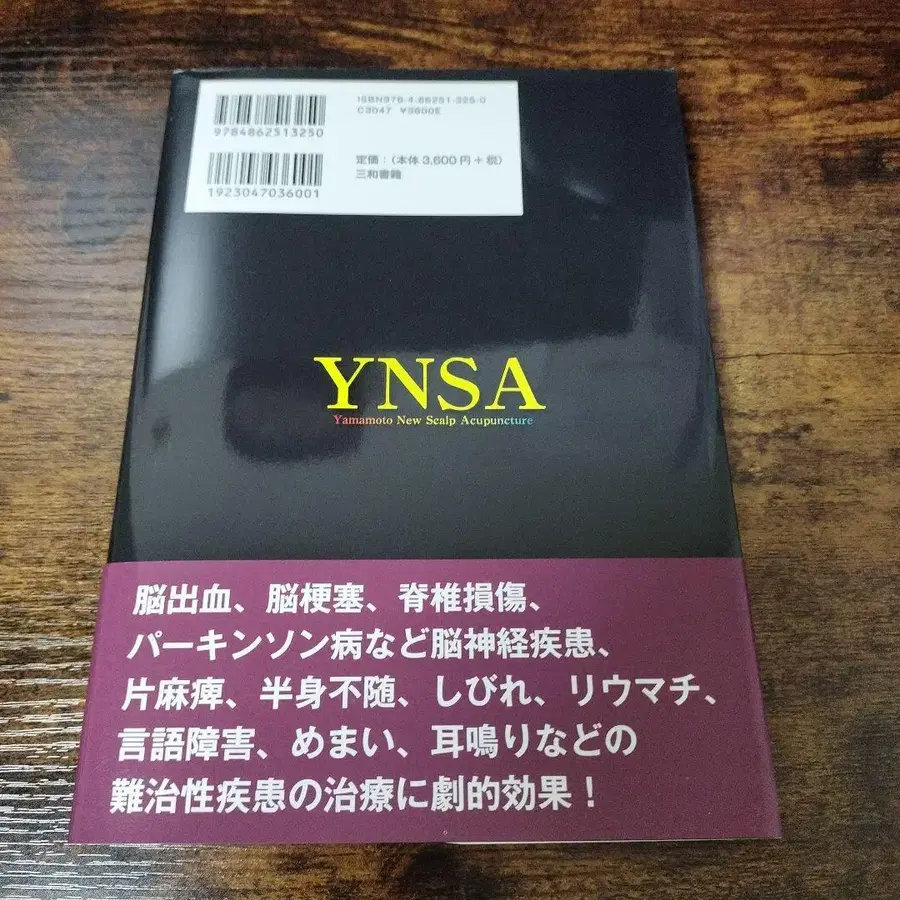 ISBN978-4-86251-325-0
C3047 ¥3600E
9784862513250
定価:(本体3,600円+税)
三和書籍
1923047036001
YNSA
Yamamoto New Scalp Acupuncture
脳出血、脳梗塞、脊椎損傷、
パーキンソン病など脳神経疾患、
片麻痺、半身不随、しびれ、リウマチ、
言語障害、めまい、耳鳴りなどの
難治性疾患の治療に劇的効果!